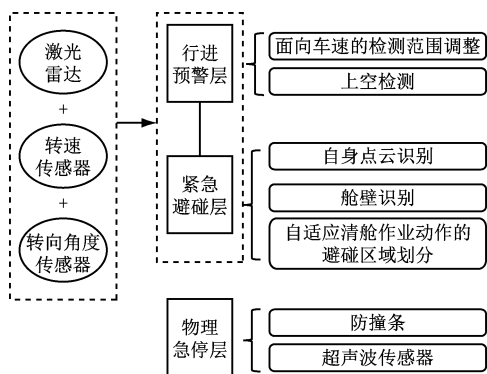 激光
雷达
+
转速
传感器
+
转向角度
传感器
行进
预警层
紧急
避碰层
物理
急停层
面向车速的检测范围调整
上空检测
自身点云识别
舱壁识别
自适应清舱作业动作的
避碰区域划分
防撞条
超声波传感器